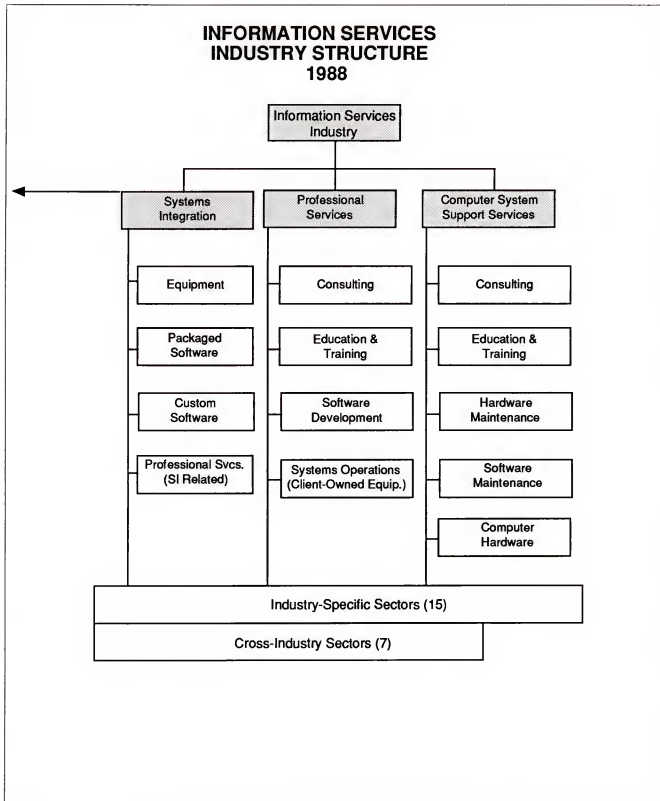 INFORMATION SERVICES
INDUSTRY STRUCTURE
1988
Information Services
Industry
Systems
Integration
Professional
Services
Computer System
Support Services
Equipment
Packaged
Software
Custom
Software
Professional Svcs.
(SI Related)
Consulting
Education &
Training
Software
Development
Systems Operations
(Client-Owned Equip.)
Consulting
Education &
Training
Hardware
Maintenance
Software
Maintenance
Computer
Hardware
Industry-Specific Sectors (15)
Cross-Industry Sectors (7)